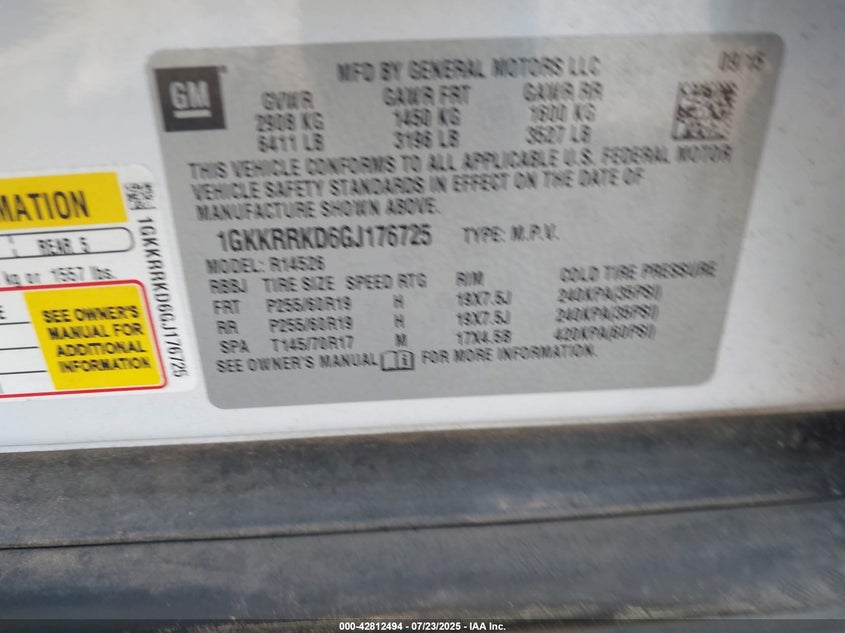 MFD BY GENERAL MOTORS LLC 09/15
GM
GVWR GAWR FRT GAWR RR
2908 KG 1450 KG 1600 KG
6411 LB 3196 LB 3527 LB
THIS VEHICLE CONFORMS TO ALL APPLICABLE U.S. FEDERAL MOTOR
VEHICLE SAFETY STANDARDS IN EFFECT ON THE DATE OF
MANUFACTURE SHOWN ABOVE.
1GKKRRKD6GJ176725 TYPE: M.P.V.
MODEL: R14526
RBBJ TIRE SIZE SPEED RTG RIM COLD TIRE PRESSURE
FRT P255/60R19 H 19X7.5J 240KPA(35PSI)
RR P255/60R19 H 19X7.5J 240KPA(35PSI)
SPA T145/70R17 M 17X4.5B 420KPA(60PSI)
SEE OWNER'S MANUAL FOR MORE INFORMATION.
MATION
REAR 5
kg or 1557 lbs.
SEE OWNER'S
MANUAL FOR
ADDITIONAL
INFORMATION
1GKKRRKD6GJ176725
000-42812494 - 07/23/2025 - IAA Inc.